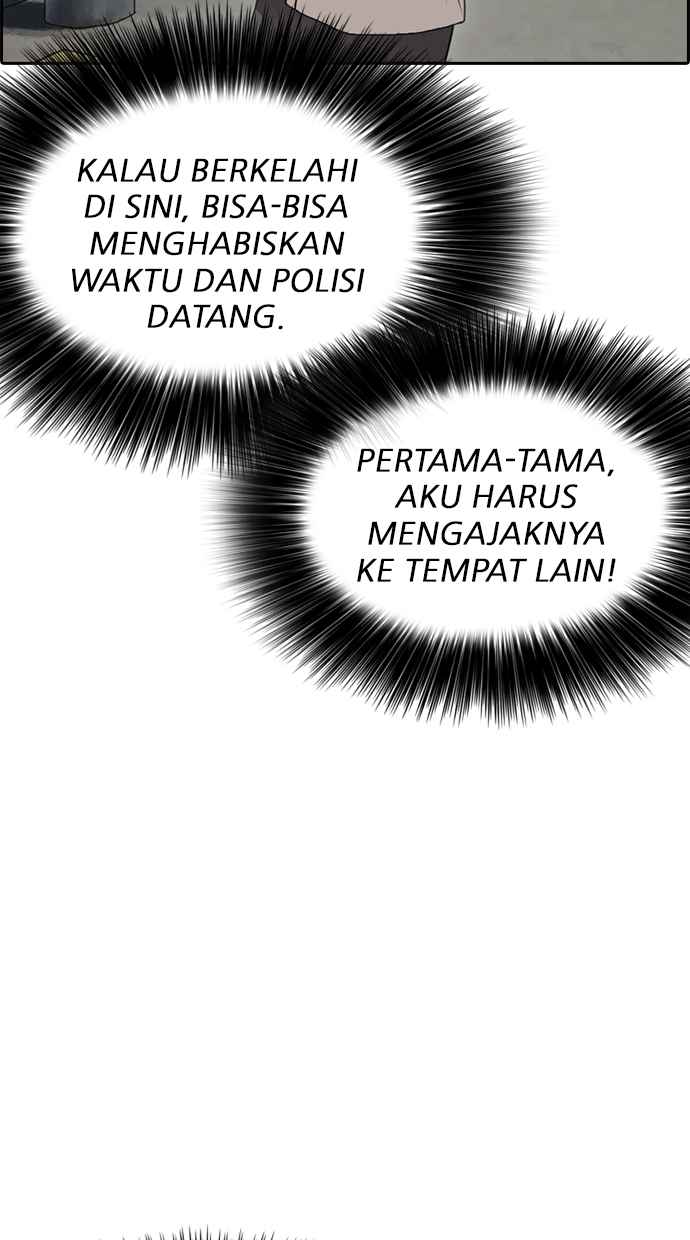 KALAU BERKELAHI
DI SINI, BISA-BISA
MENGHABISKAN
WAKTU DAN POLISI
DATANG.
PERTAMA-TAMA,
AKU HARUS
MENGAJAKNYA
KE TEMPAT LAIN!